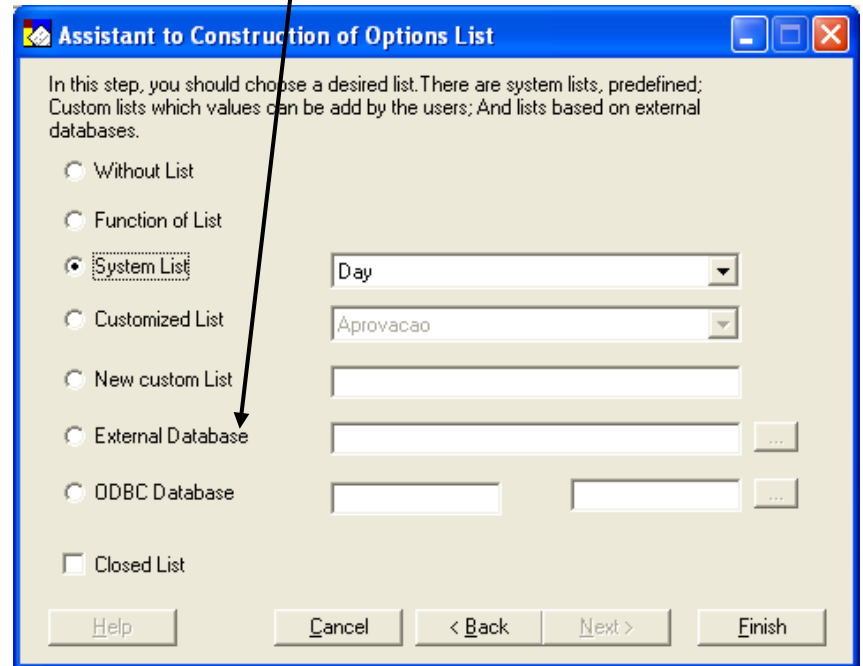 Assistant to Construction of Options List
In this step, you should choose a desired list.There are system lists, predefined;
Custom lists which values can be add by the users; And lists based on external
databases.
Without List
Function of List
System List
Day
Customized List
Aprovacao
New custom List
External Database
...
ODBC Database
...
Closed List
Help
Cancel
< Back
Next >
Finish